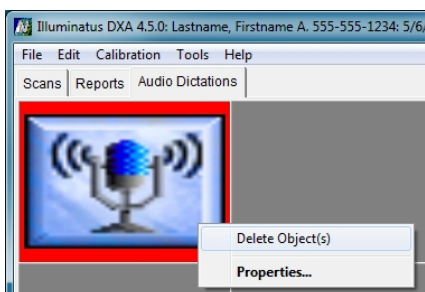 Illuminatus DXA 4.5.0: Lastname, Firstname A. 555-555-1234: 5/6/
File Edit Calibration Tools Help
Scans Reports Audio Dictations
Delete Object(s)
Properties...